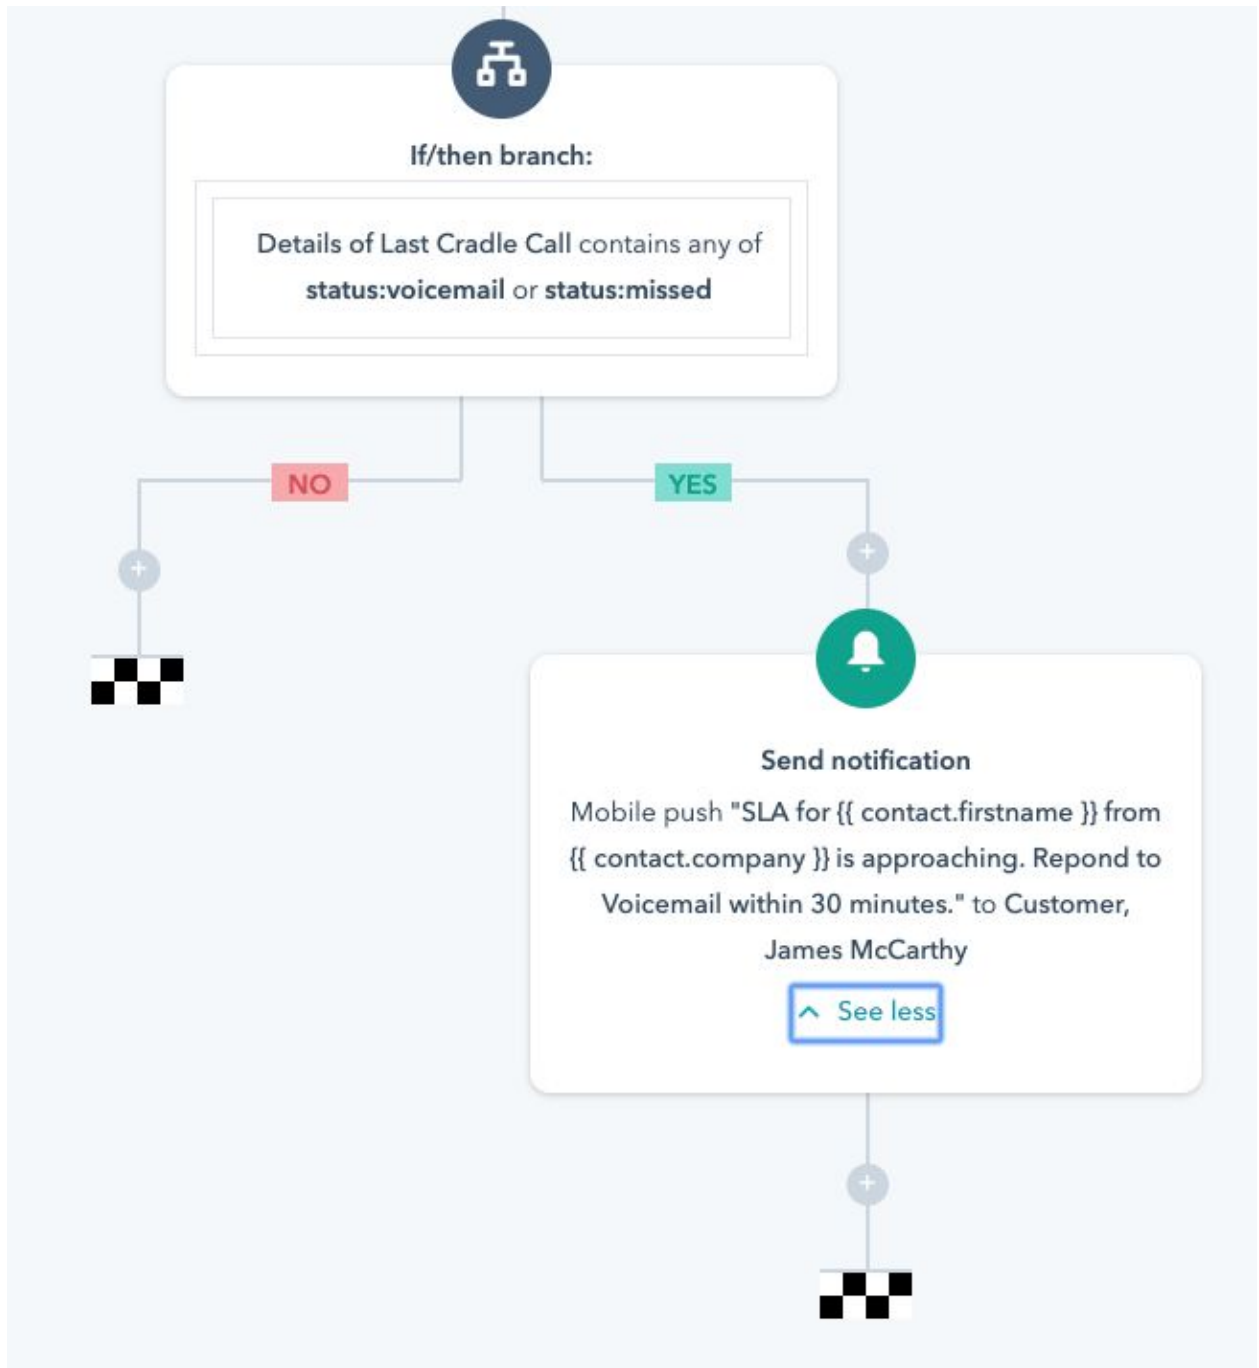 If/then branch:
Details of Last Cradle Call contains any of
status:voicemail or status:missed
NO
YES
Send notification
Mobile push "SLA for {{ contact.firstname }} from
{{ contact.company }} is approaching. Repond to
Voicemail within 30 minutes." to Customer,
James McCarthy
See less